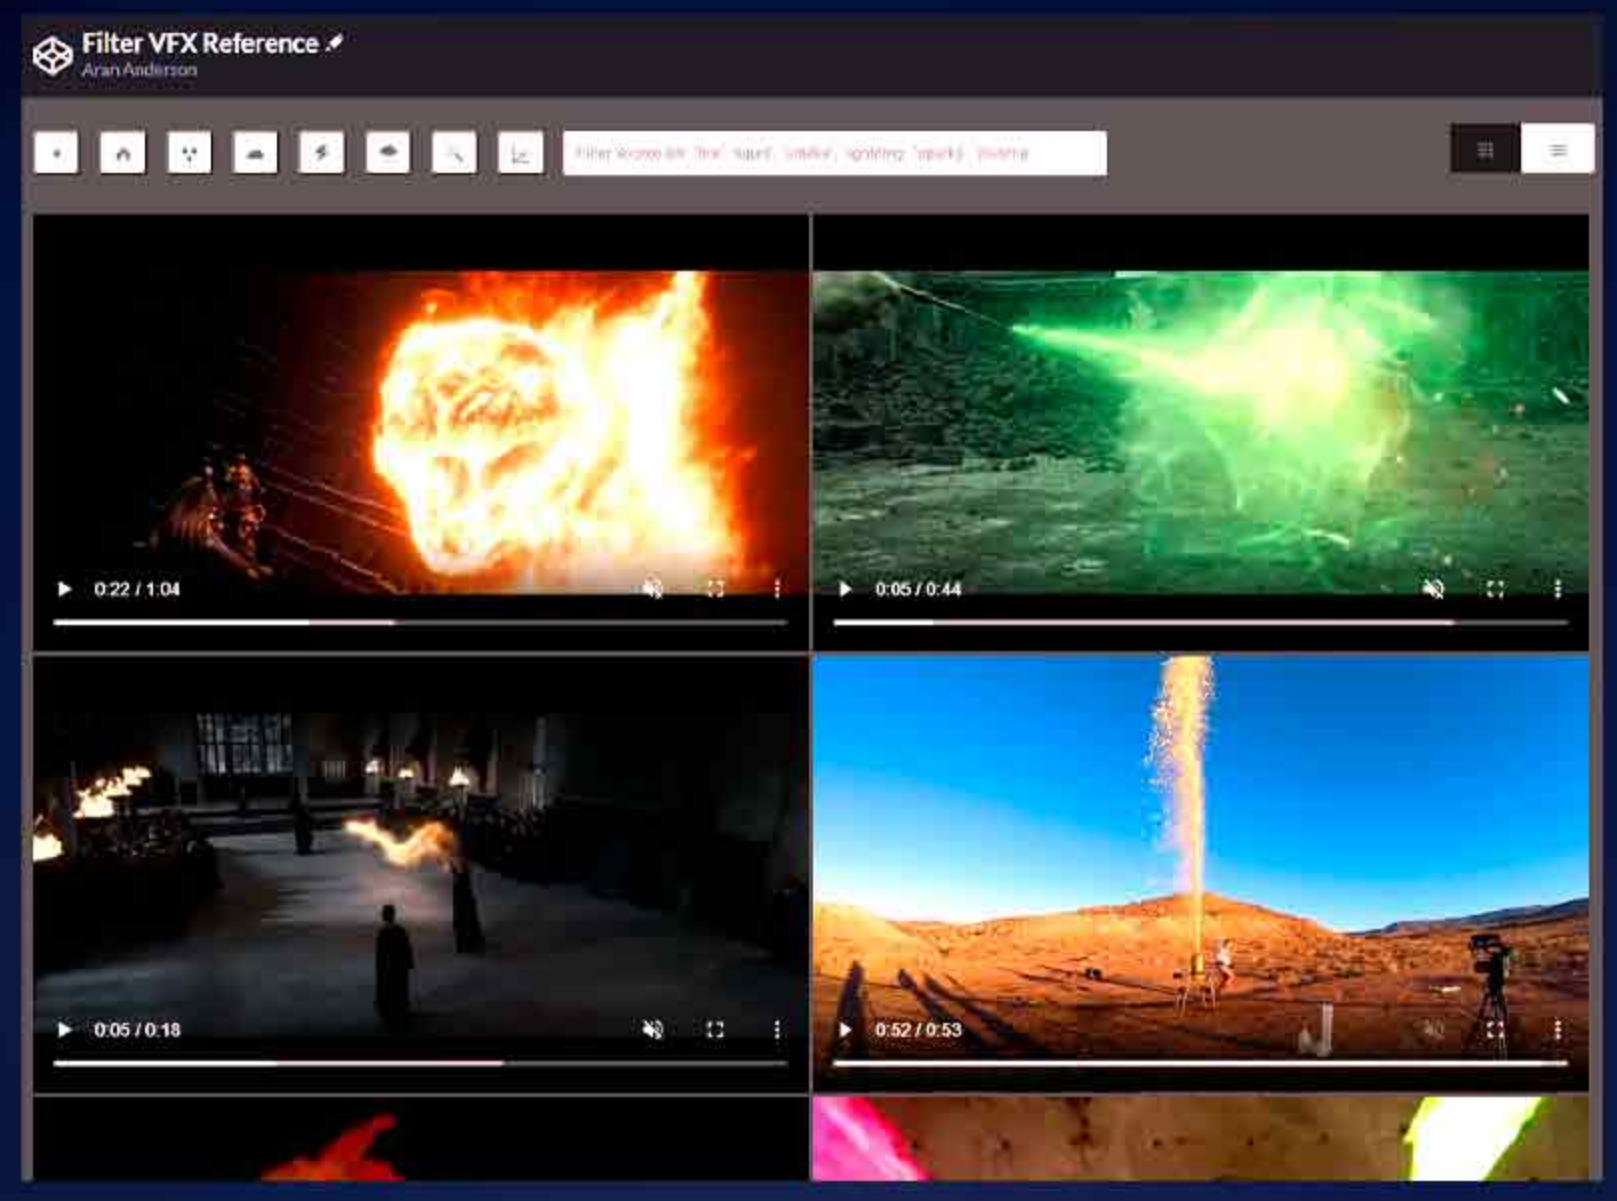 Filter VFX Reference
Aran Anderson
0:22 / 1:04
0:05 / 0:44
0:05 / 0:18
0:52 / 0:53